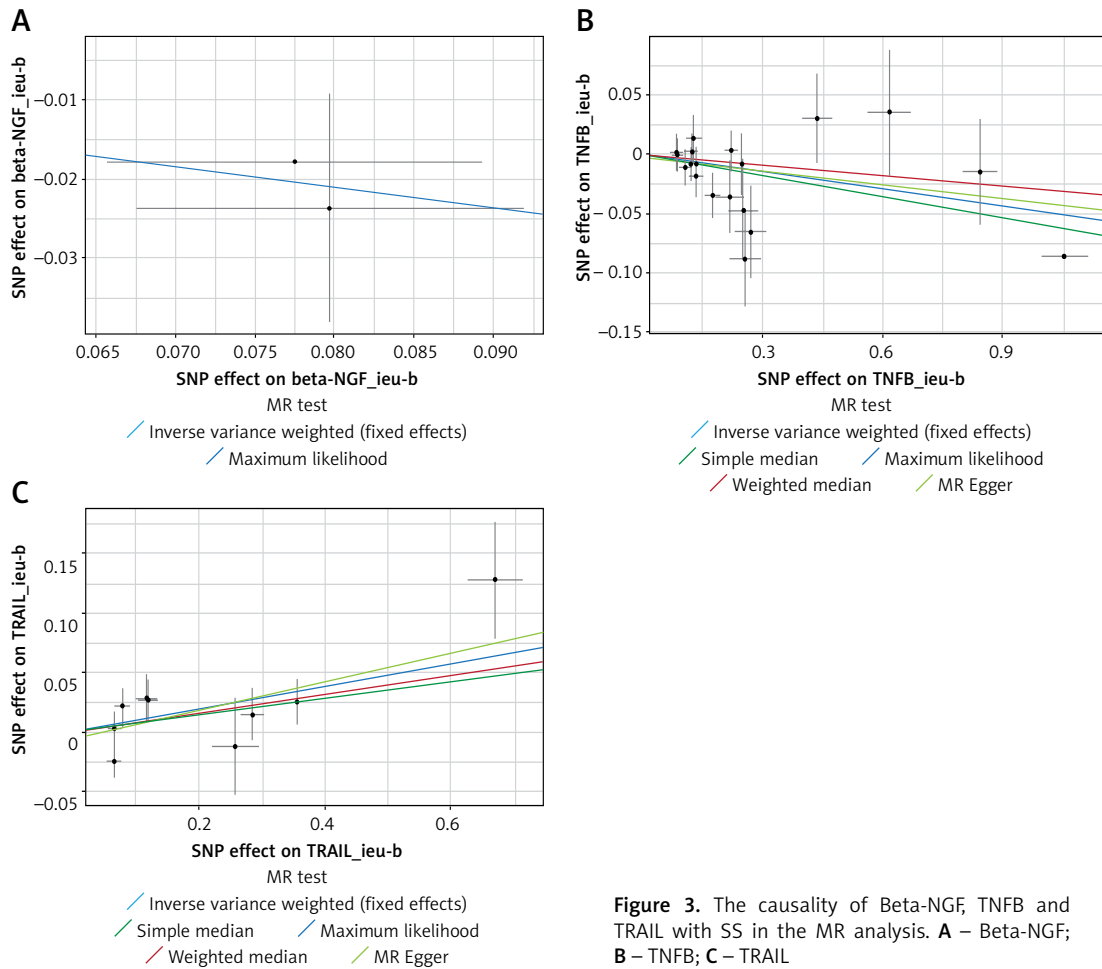 A
SNP effect on beta-NGF_ieu-b
−0.01
−0.02
−0.03
0.065 0.070 0.075 0.080 0.085 0.090
SNP effect on beta-NGF_ieu-b
MR test
Inverse variance weighted (fixed effects)
Maximum likelihood
B
SNP effect on TNFB_ieu-b
0.05
0
−0.05
− 0.10
−0.15
0.3 0.6 0.9
SNP effect on TNFB_ieu-b
MR test
Inverse variance weighted (fixed effects)
Simple median Maximum likelihood
Weighted median MR Egger
C
SNP effect on TRAIL_ieu-b
0.15
0.10
0.05
0
−0.05
0.2 0.4 0.6
SNP effect on TRAIL_ieu-b
MR test
Inverse variance weighted (fixed effects)
Simple median Maximum likelihood
Weighted median MR Egger
Figure 3. The causality of Beta-NGF, TNFB and
TRAIL with SS in the MR analysis. A – Beta-NGF;
B – TNFB; C – TRAIL